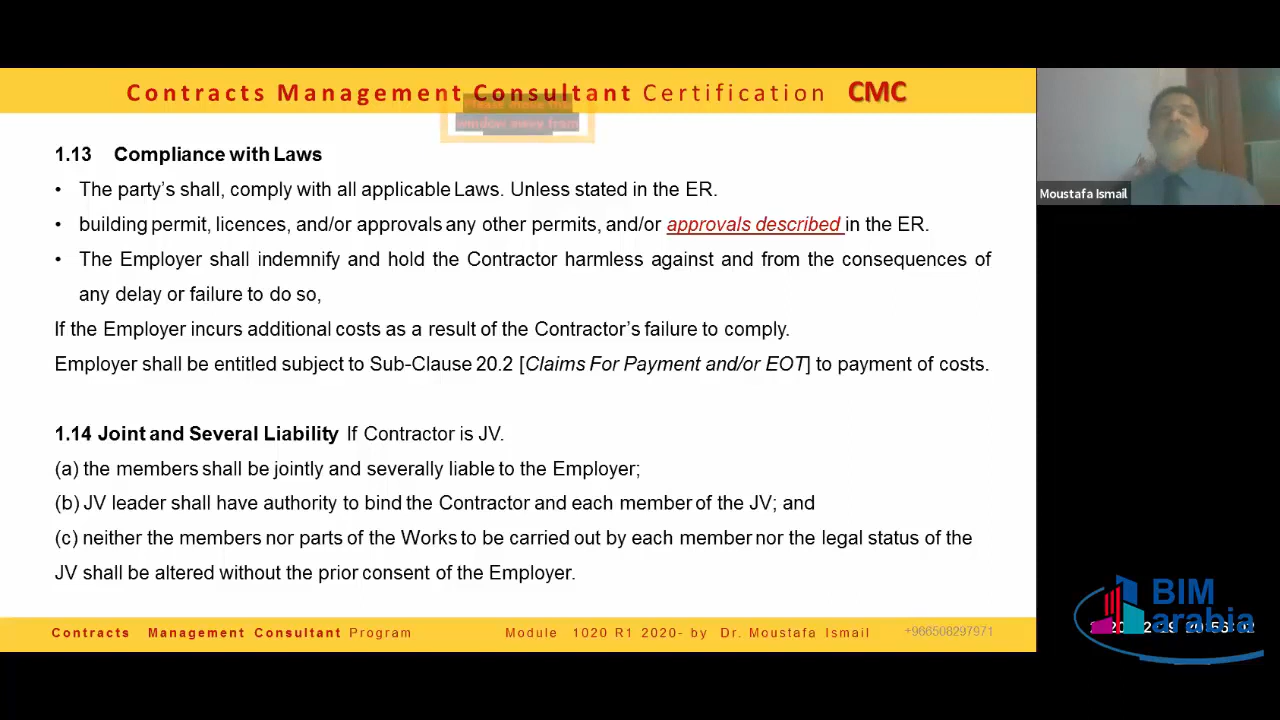 Contracts Management Consultant Certification CMC
window away from
1.13 Compliance with Laws
• The party's shall, comply with all applicable Laws. Unless stated in the ER.
• building permit, licences, and/or approvals any other permits, and/or approvals described in the ER.
• The Employer shall indemnify and hold the Contractor harmless against and from the consequences of
any delay or failure to do so,
If the Employer incurs additional costs as a result of the Contractor's failure to comply.
Employer shall be entitled subject to Sub-Clause 20.2 [Claims For Payment and/or EOT] to payment of costs.
1.14 Joint and Several Liability If Contractor is JV.
(a) the members shall be jointly and severally liable to the Employer;
(b) JV leader shall have authority to bind the Contractor and each member of the JV; and
(c) neither the members nor parts of the Works to be carried out by each member nor the legal status of the
JV shall be altered without the prior consent of the Employer.
Contracts Management Consultant Program
Module 1020 R1 2020- by Dr. Moustafa Ismail
+966508297971
Moustafa Ismail
BIM
arabia